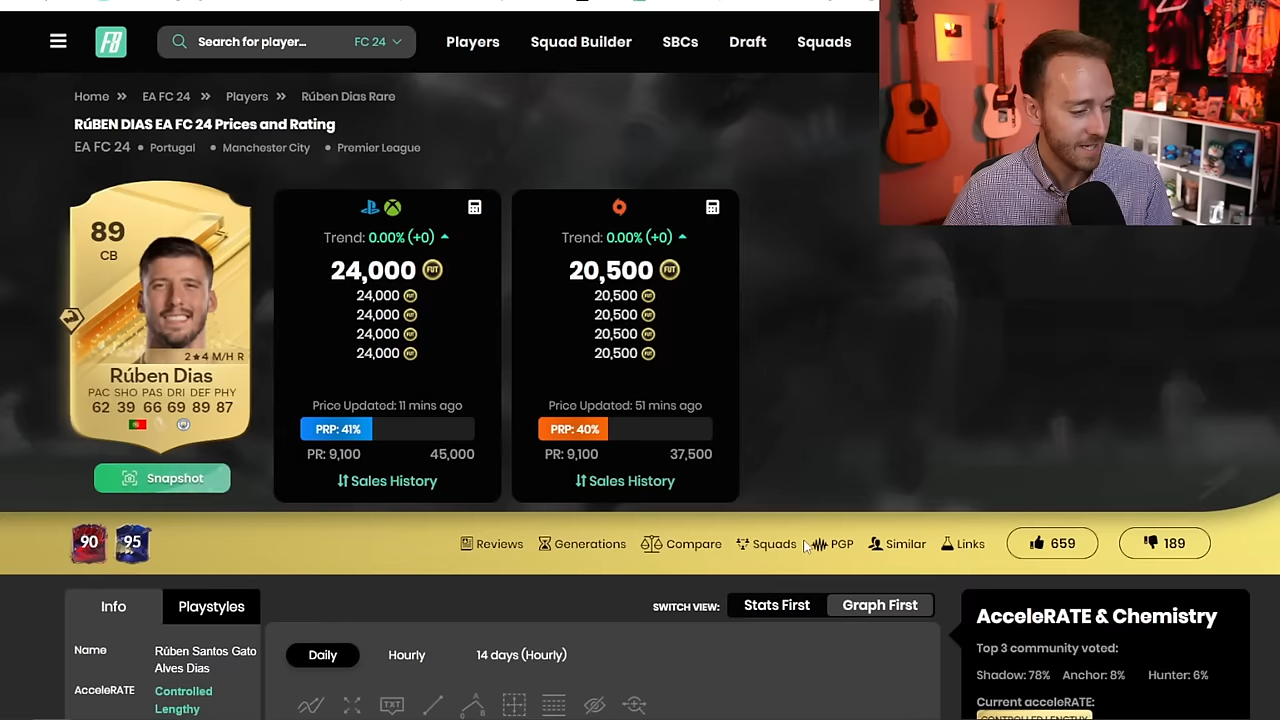 FB
Search for player...
FC 24
Players
Squad Builder
SBCs
Draft
Squads
Home » EA FC 24 » Players » Rúben Dias Rare
RúBEN DIAS EA FC 24 Prices and Rating
EA FC 24 • Portugal • Manchester City • Premier League
89
CB
2★4 M/H R
Rúben Dias
PAC SHO PAS DRI DEF PHY
62 39 66 69 89 87
Snapshot
Trend: 0.00% (+0)
24,000 FUT
24,000
24,000
24,000
24,000
Price Updated: 11 mins ago
PRP: 41%
PR: 9,100
45,000
Sales History
Trend: 0.00% (+0)
20,500 FUT
20,500
20,500
20,500
20,500
Price Updated: 51 mins ago
PRP: 40%
PR: 9,100
37,500
Sales History
90
95
Reviews
Generations
Compare
Squads
PGP
Similar
Links
659
189
Info
Playstyles
SWITCH VIEW:
Stats First
Graph First
Name
Rúben Santos Gato
Alves Dias
AcceleRATE
Controlled
Lengthy
Daily
Hourly
14 days (Hourly)
TXT
AcceleRATE & Chemistry
Top 3 community voted:
Shadow: 78%
Anchor: 8%
Hunter: 6%
Current acceleRATE:
CONTROLLED LENGTHY